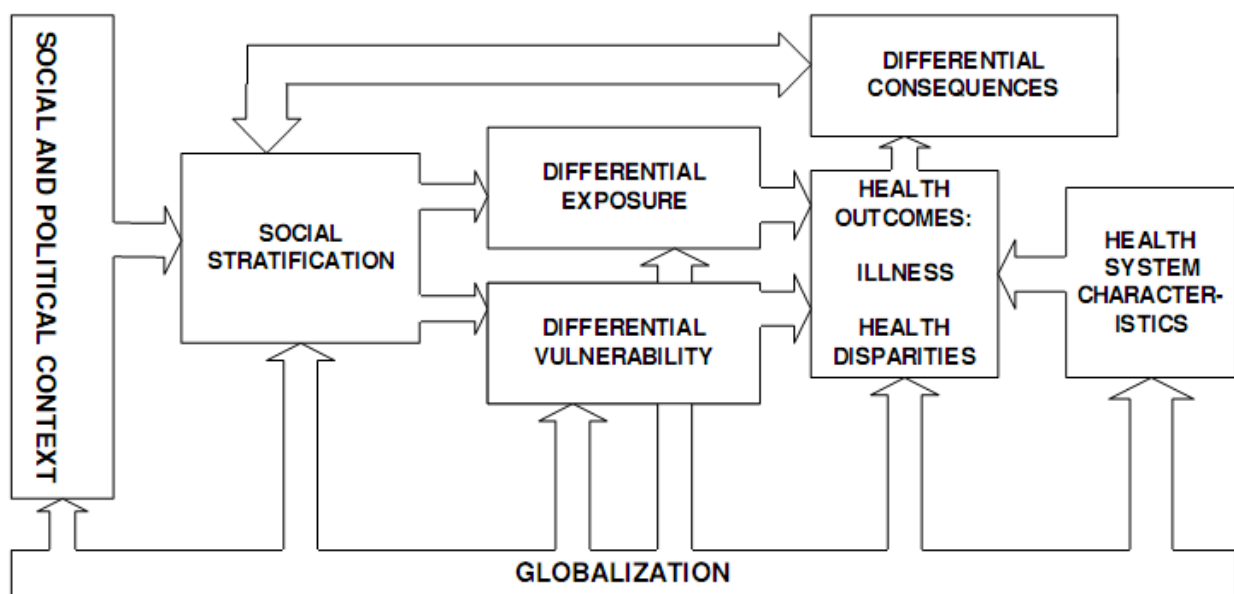 SOCIAL AND POLITICAL CONTEXT
DIFFERENTIAL
CONSEQUENCES
SOCIAL
STRATIFICATION
DIFFERENTIAL
EXPOSURE
DIFFERENTIAL
VULNERABILITY
HEALTH
OUTCOMES:
ILLNESS
HEALTH
DISPARITIES
HEALTH
SYSTEM
CHARACTER-
ISTICS
GLOBALIZATION